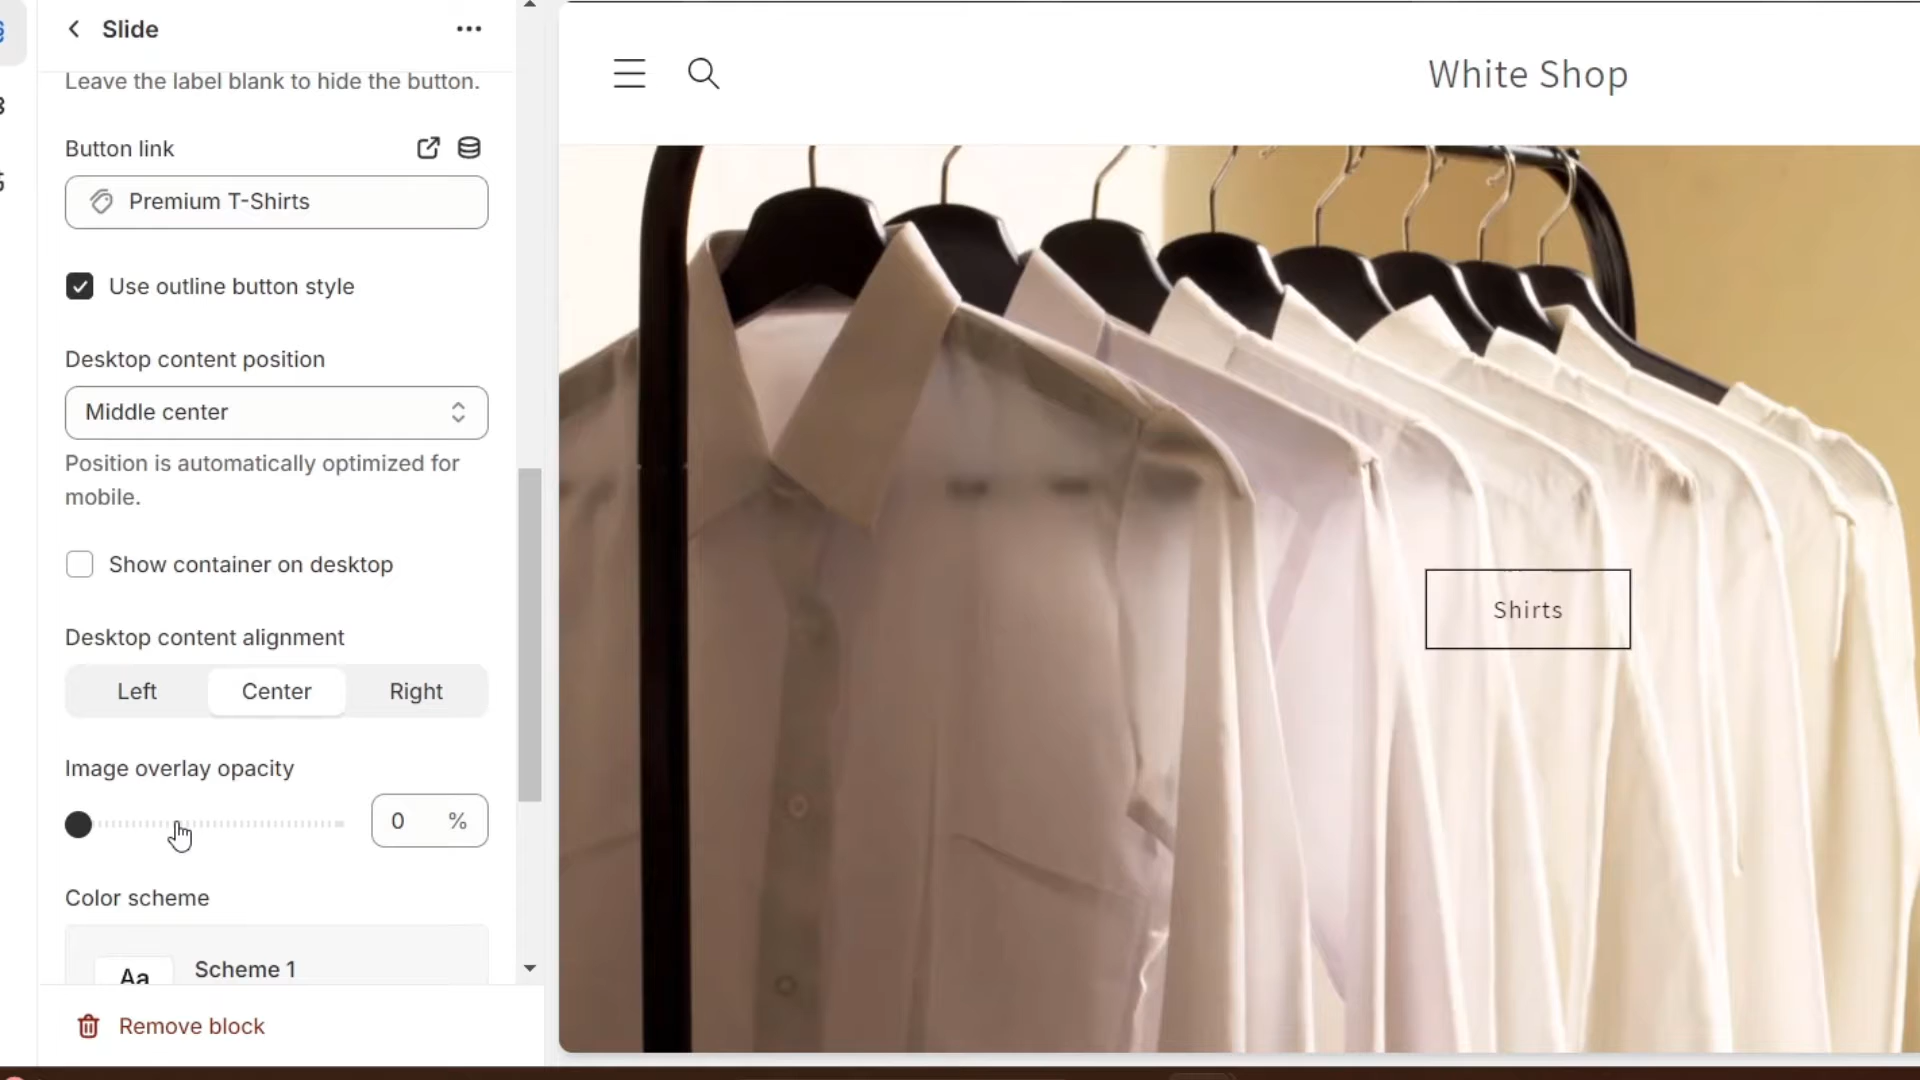 Slide
Leave the label blank to hide the button.
Button link
Premium T-Shirts
Use outline button style
Desktop content position
Middle center
Position is automatically optimized for
mobile.
Show container on desktop
Desktop content alignment
Left Center Right
Image overlay opacity
0 %
Color scheme
Aa Scheme 1
Remove block
White Shop
Shirts